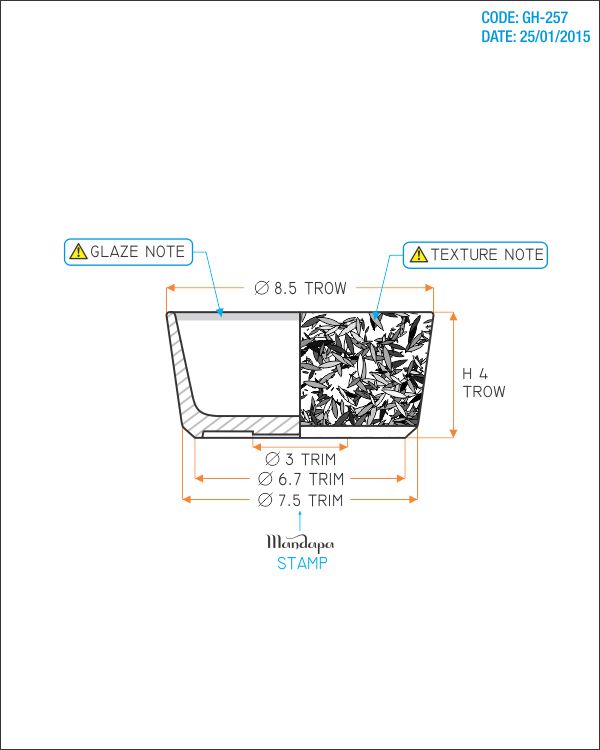 CODE: GH-257
DATE: 25/01/2015
GLAZE NOTE
TEXTURE NOTE
∅ 8.5 TROW
H 4
TROW
∅ 3 TRIM
∅ 6.7 TRIM
∅ 7.5 TRIM
Mandapa
STAMP